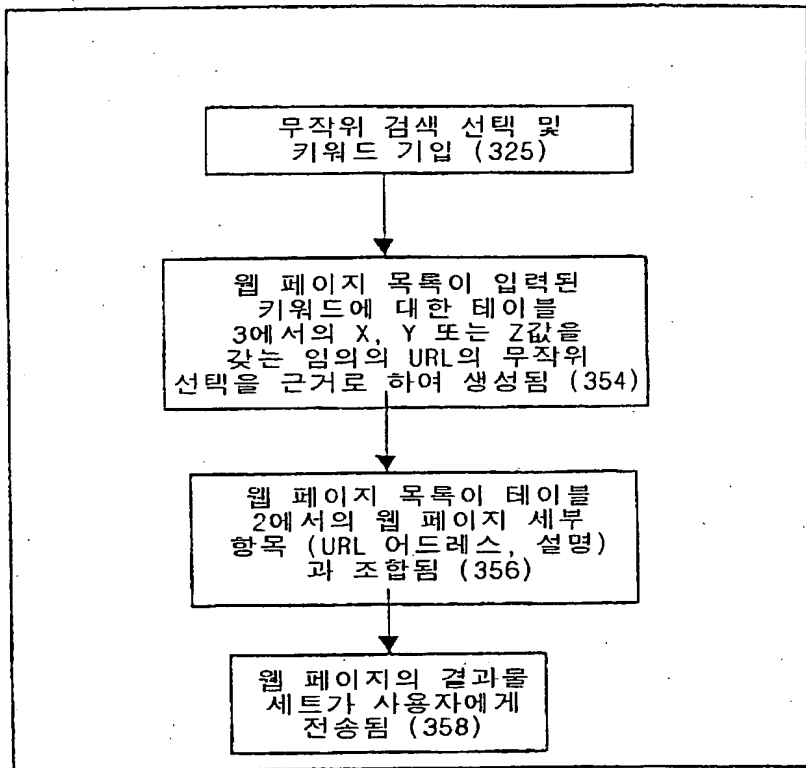 무작위 검색 선택 및
키워드 기입 (325)
웹 페이지 목록이 입력된
키워드에 대한 테이블
3에서의 X, Y 또는 Z값을
갖는 임의의 URL의 무작위
선택을 근거로 하여 생성됨 (354)
웹 페이지 목록이 테이블
2에서의 웹 페이지 세부
항목 (URL 어드레스, 설명)
과 조합됨 (356)
웹 페이지의 결과물
세트가 사용자에게
전송됨 (358)